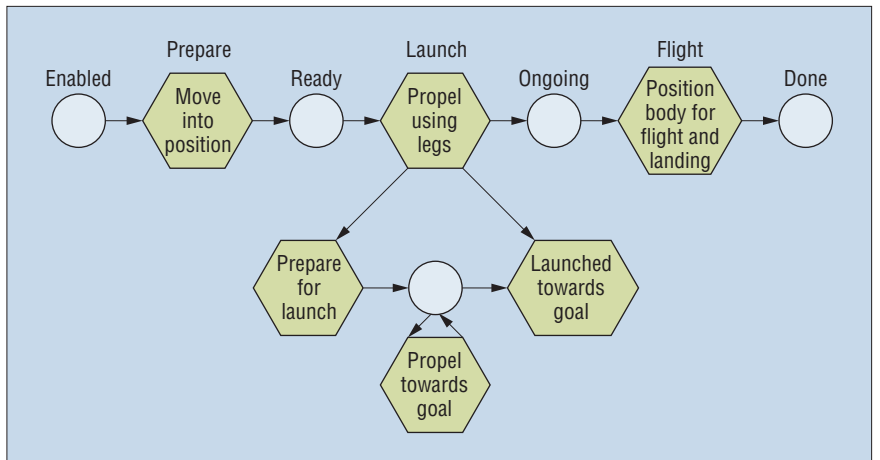 Prepare
Launch
Flight
Enabled
Ready
Ongoing
Done
Move
into
position
Propel
using
legs
Position
body for
flight and
landing
Prepare
for
launch
Launched
towards
goal
Propel
towards
goal